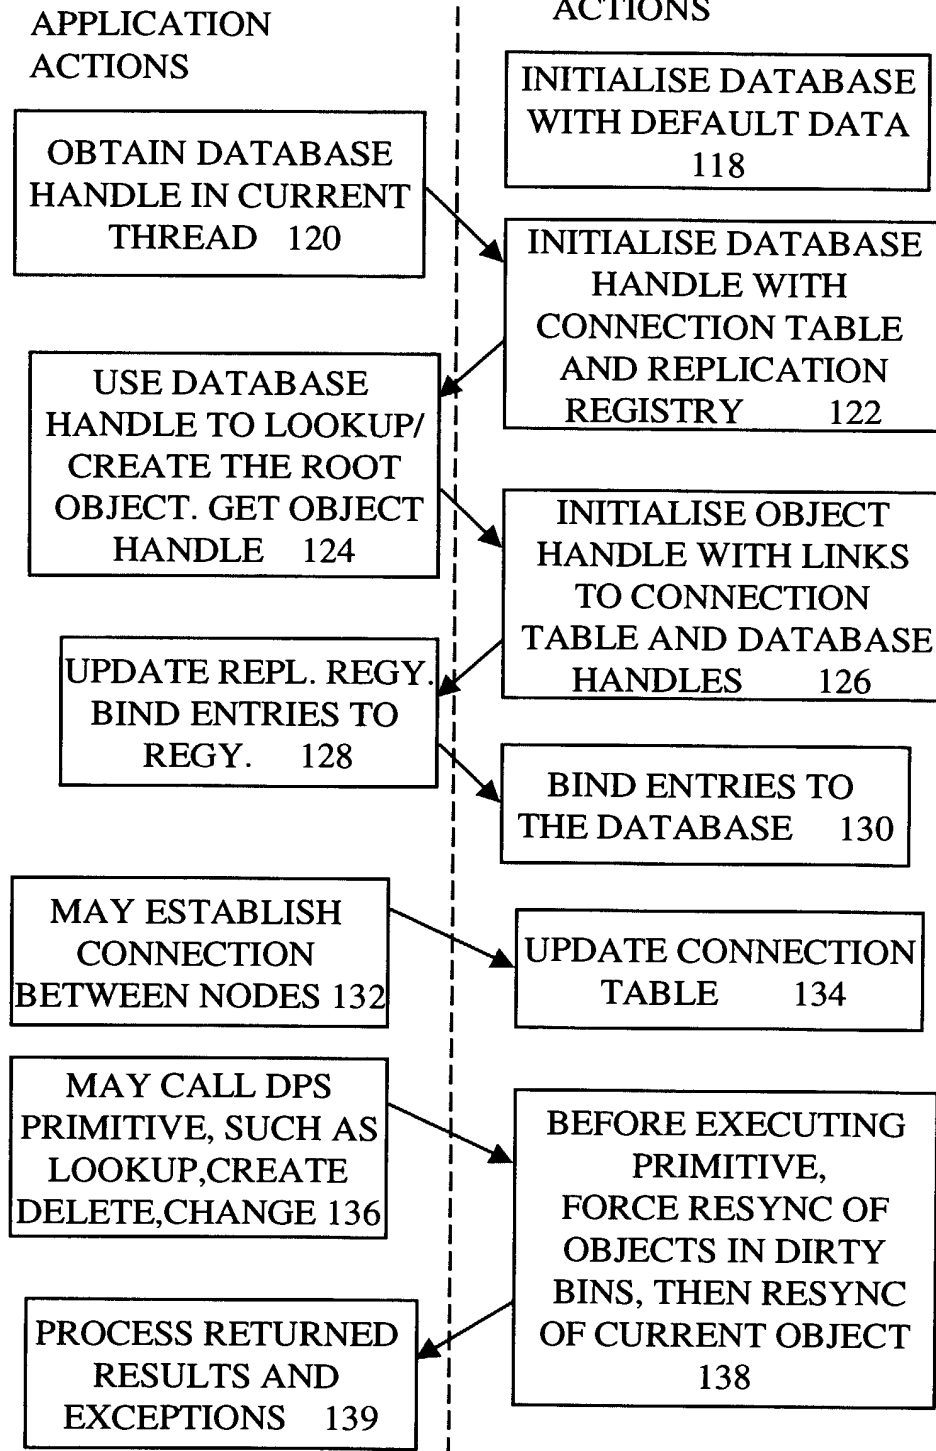 APPLICATION
ACTIONS
ACTIONS
INITIALISE DATABASE
WITH DEFAULT DATA
118
OBTAIN DATABASE
HANDLE IN CURRENT
THREAD 120
INITIALISE DATABASE
HANDLE WITH
CONNECTION TABLE
AND REPLICATION
REGISTRY 122
USE DATABASE
HANDLE TO LOOKUP/
CREATE THE ROOT
OBJECT. GET OBJECT
HANDLE 124
INITIALISE OBJECT
HANDLE WITH LINKS
TO CONNECTION
TABLE AND DATABASE
HANDLES 126
UPDATE REPL. REGY.
BIND ENTRIES TO
REGY. 128
BIND ENTRIES TO
THE DATABASE 130
MAY ESTABLISH
CONNECTION
BETWEEN NODES 132
UPDATE CONNECTION
TABLE 134
MAY CALL DPS
PRIMITIVE, SUCH AS
LOOKUP,CREATE
DELETE,CHANGE 136
BEFORE EXECUTING
PRIMITIVE,
FORCE RESYNC OF
OBJECTS IN DIRTY
BINS, THEN RESYNC
OF CURRENT OBJECT
138
PROCESS RETURNED
RESULTS AND
EXCEPTIONS 139